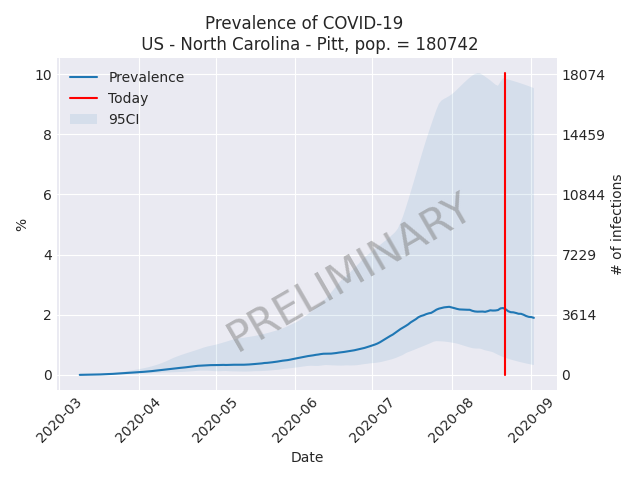 Prevalence of COVID-19
US - North Carolina - Pitt, pop. = 180742
Prevalence
Today
95CI
10
8
6
4
2
0
%
18074
14459
10844
7229
3614
0
# of infections
PRELIMINARY
2020-03
2020-04
2020-05
2020-06
2020-07
2020-08
2020-09
Date